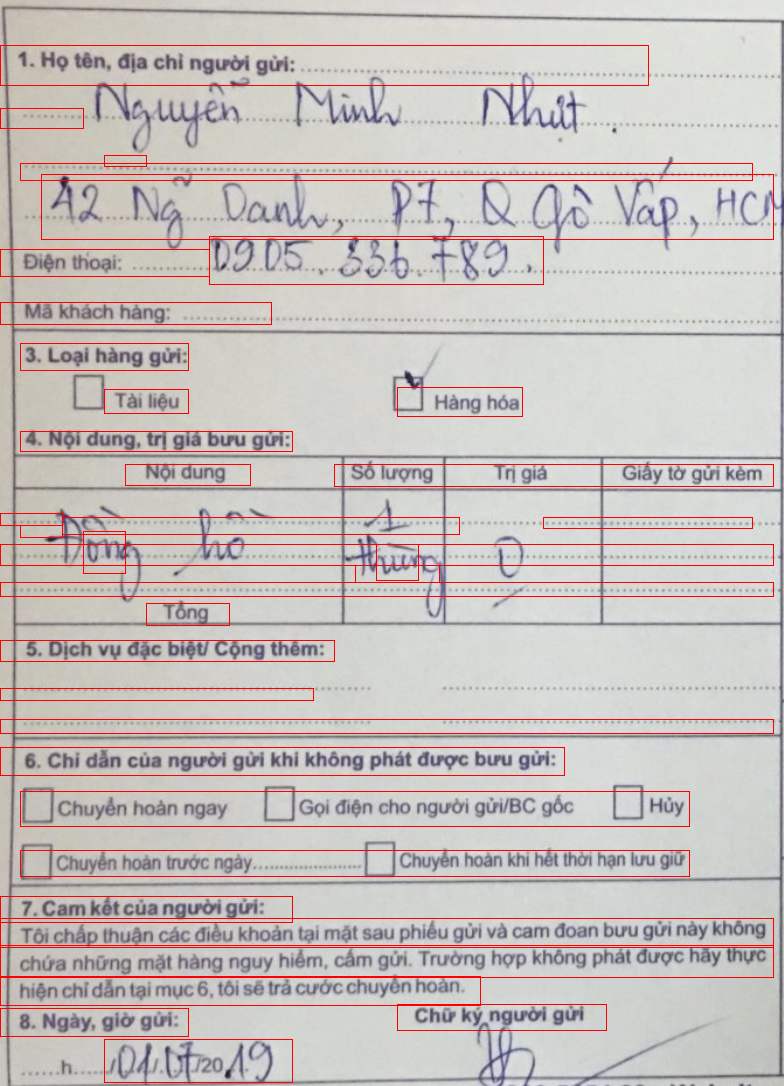 1. Họ tên, địa chỉ người gửi:
Nguyễn Minh Nhựt.
42 Ng Danh, P7, Q Gò Vấp, HCM
Điện thoại: 0905.336.789.
Mã khách hàng:
3. Loại hàng gửi:
Tài liệu Hàng hóa
4. Nội dung, trị giá bưu gửi:
Nội dung Số lượng Trị giá Giấy tờ gửi kèm
Đồng hồ 1 thùng 0
Tổng
5. Dịch vụ đặc biệt/ Cộng thêm:
6. Chỉ dẫn của người gửi khi không phát được bưu gửi:
Chuyển hoàn ngay Gọi điện cho người gửi/BC gốc Hủy
Chuyển hoàn trước ngày.................... Chuyển hoàn khi hết thời hạn lưu giữ
7. Cam kết của người gửi:
Tôi chấp thuận các điều khoản tại mặt sau phiếu gửi và cam đoan bưu gửi này không
chứa những mặt hàng nguy hiểm, cấm gửi. Trường hợp không phát được hãy thực
hiện chỉ dẫn tại mục 6, tôi sẽ trả cước chuyển hoàn.
8. Ngày, giờ gửi: Chữ ký người gửi
......h....../01/07/2019